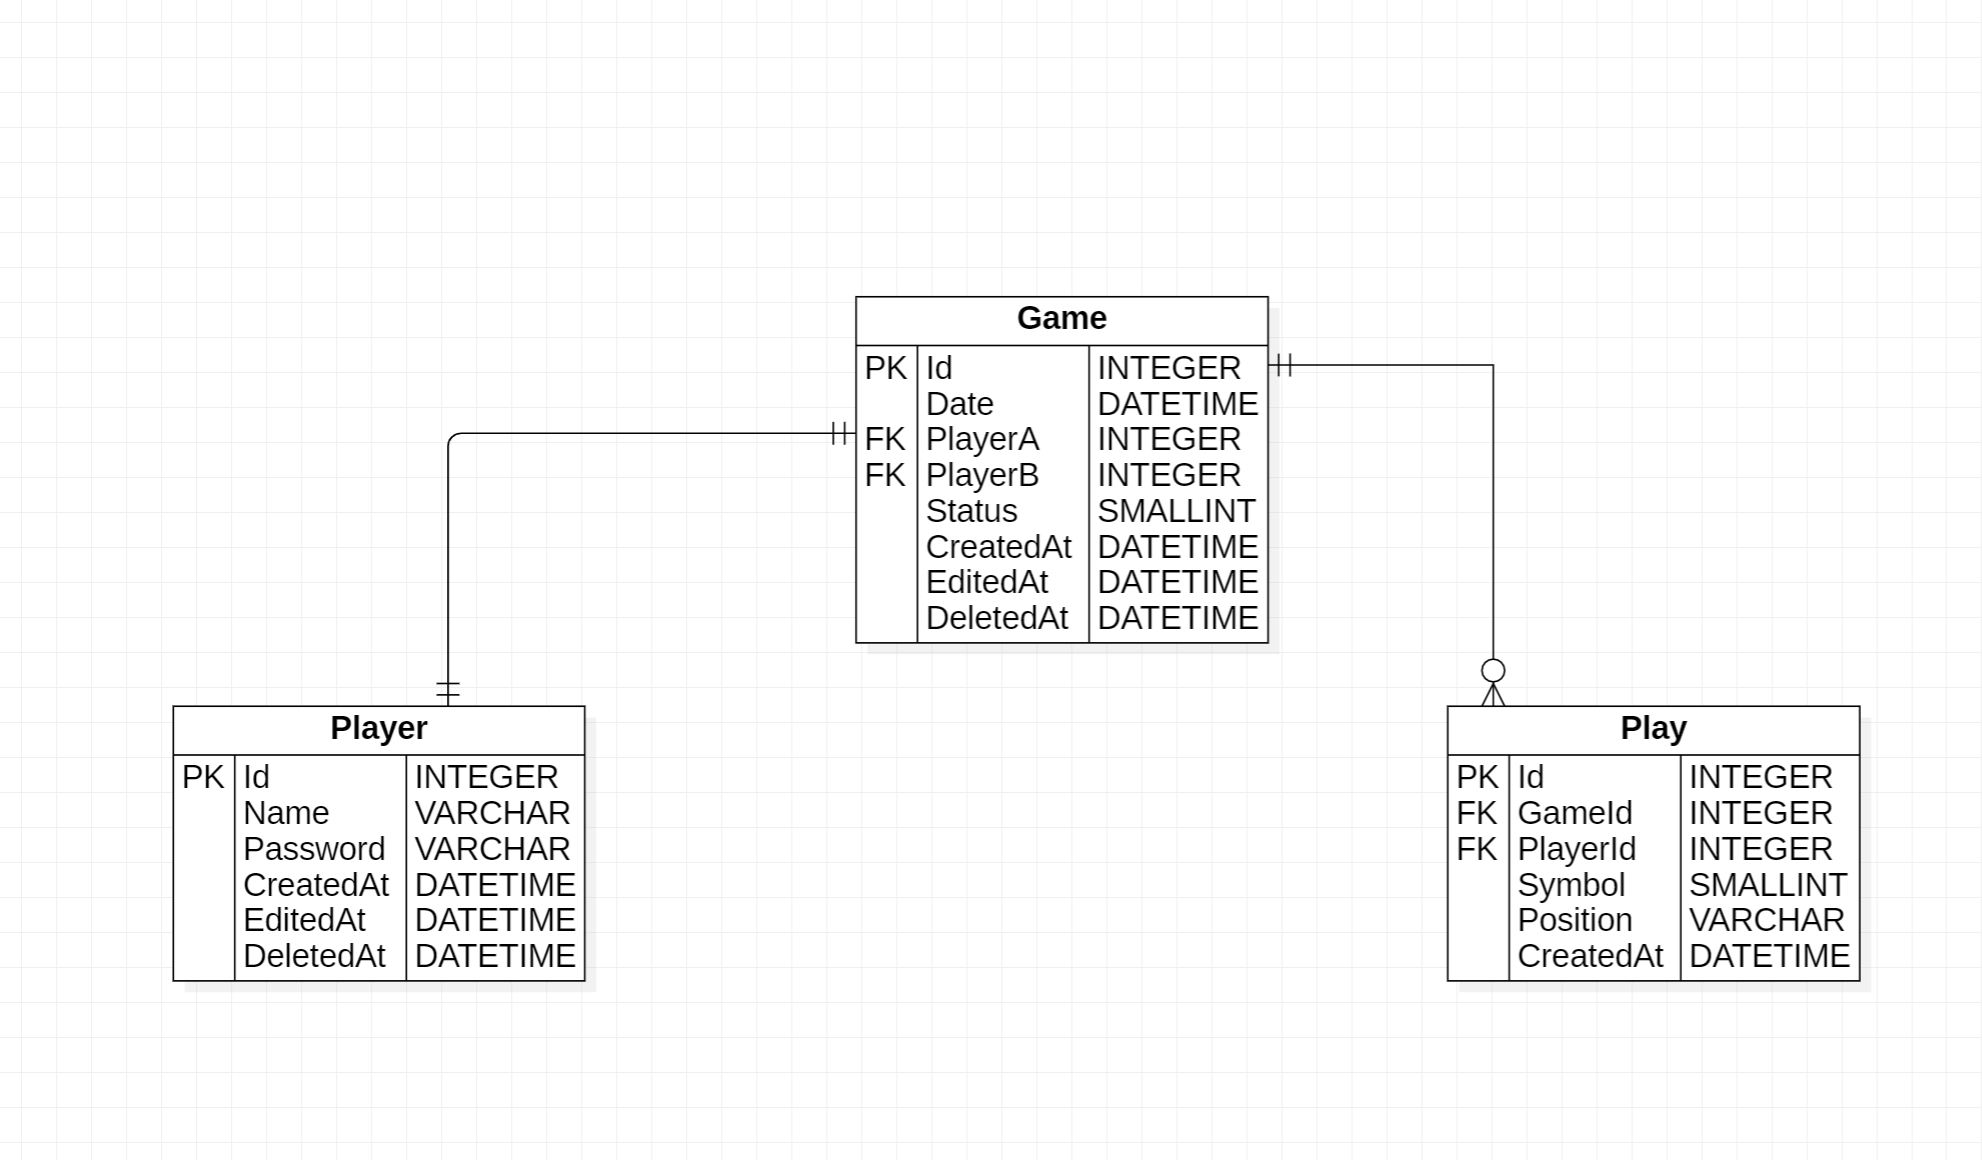 Game
PK Id INTEGER
Date DATETIME
FK PlayerA INTEGER
FK PlayerB INTEGER
Status SMALLINT
CreatedAt DATETIME
EditedAt DATETIME
DeletedAt DATETIME
Player
PK Id INTEGER
Name VARCHAR
Password VARCHAR
CreatedAt DATETIME
EditedAt DATETIME
DeletedAt DATETIME
Play
PK Id INTEGER
FK GameId INTEGER
FK PlayerId INTEGER
Symbol SMALLINT
Position VARCHAR
CreatedAt DATETIME